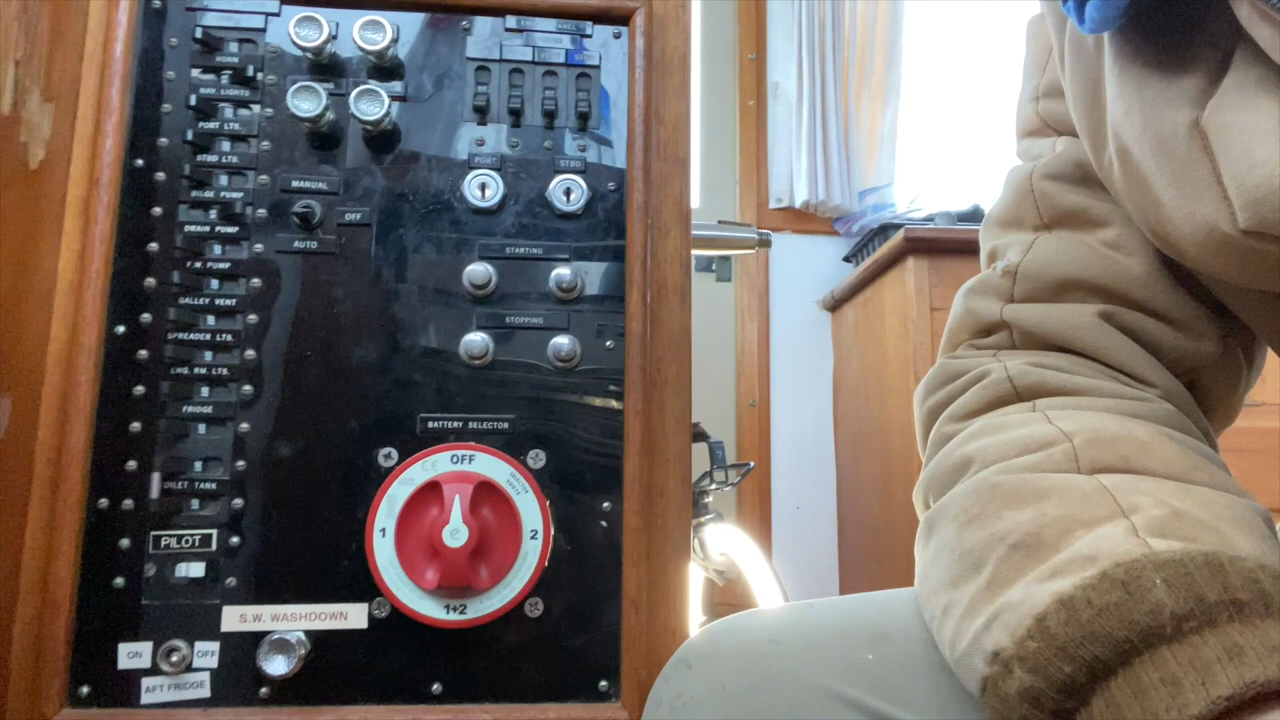 HORN
NAV. LIGHTS
PORT LTS.
STBD LTS.
BILGE PUMP
DRAIN PUMP
F.W. PUMP
GALLEY VENT
SPREADER LTS.
ENG. RM. LTS.
FRIDGE
TOILET TANK
PILOT
ON
OFF
AFT FRIDGE
S.W. WASHDOWN
MANUAL
OFF
AUTO
PORT
STBD
STARTING
STOPPING
BATTERY SELECTOR
OFF
1
2
1+2
CE
e